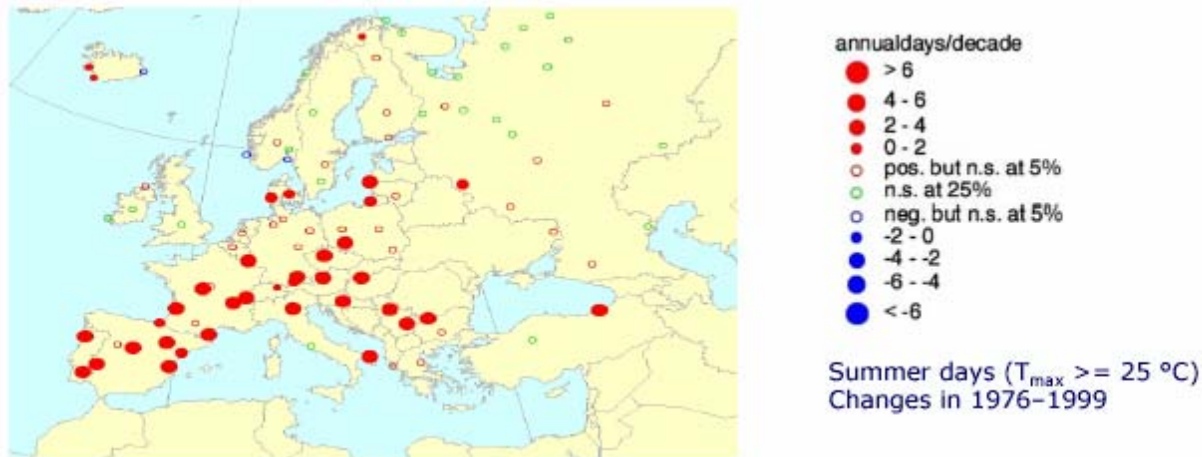 annualdays/decade
> 6
4 - 6
2 - 4
0 - 2
pos. but n.s. at 5%
n.s. at 25%
neg. but n.s. at 5%
-2 - 0
-4 - -2
-6 - -4
< -6
Summer days (Tmax >= 25 °C)
Changes in 1976–1999